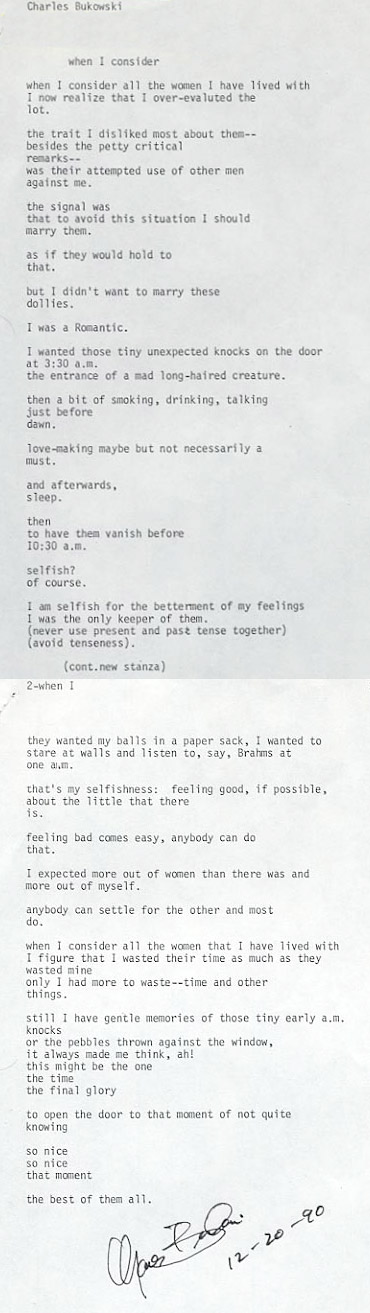 Charles Bukowski
when I consider
when I consider all the women I have lived with
I now realize that I over-evaluted the
lot.
the trait I disliked most about them--
besides the petty critical
remarks--
was their attempted use of other men
against me.
the signal was
that to avoid this situation I should
marry them.
as if they would hold to
that.
but I didn't want to marry these
dollies.
I was a Romantic.
I wanted those tiny unexpected knocks on the door
at 3:30 a.m.
the entrance of a mad long-haired creature.
then a bit of smoking, drinking, talking
just before
dawn.
love-making maybe but not necessarily a
must.
and afterwards,
sleep.
then
to have them vanish before
10:30 a.m.
selfish?
of course.
I am selfish for the betterment of my feelings
I was the only keeper of them.
(never use present and past tense together)
(avoid tenseness).
(cont.new stanza)
2-when I
they wanted my balls in a paper sack, I wanted to
stare at walls and listen to, say, Brahms at
one a.m.
that's my selfishness:  feeling good, if possible,
about the little that there
is.
feeling bad comes easy, anybody can do
that.
I expected more out of women than there was and
more out of myself.
anybody can settle for the other and most
do.
when I consider all the women that I have lived with
I figure that I wasted their time as much as they
wasted mine
only I had more to waste--time and other
things.
still I have gentle memories of those tiny early a.m.
knocks
or the pebbles thrown against the window,
it always made me think, ah!
this might be the one
the time
the final glory
to open the door to that moment of not quite
knowing
so nice
so nice
that moment
the best of them all.
12-20-90